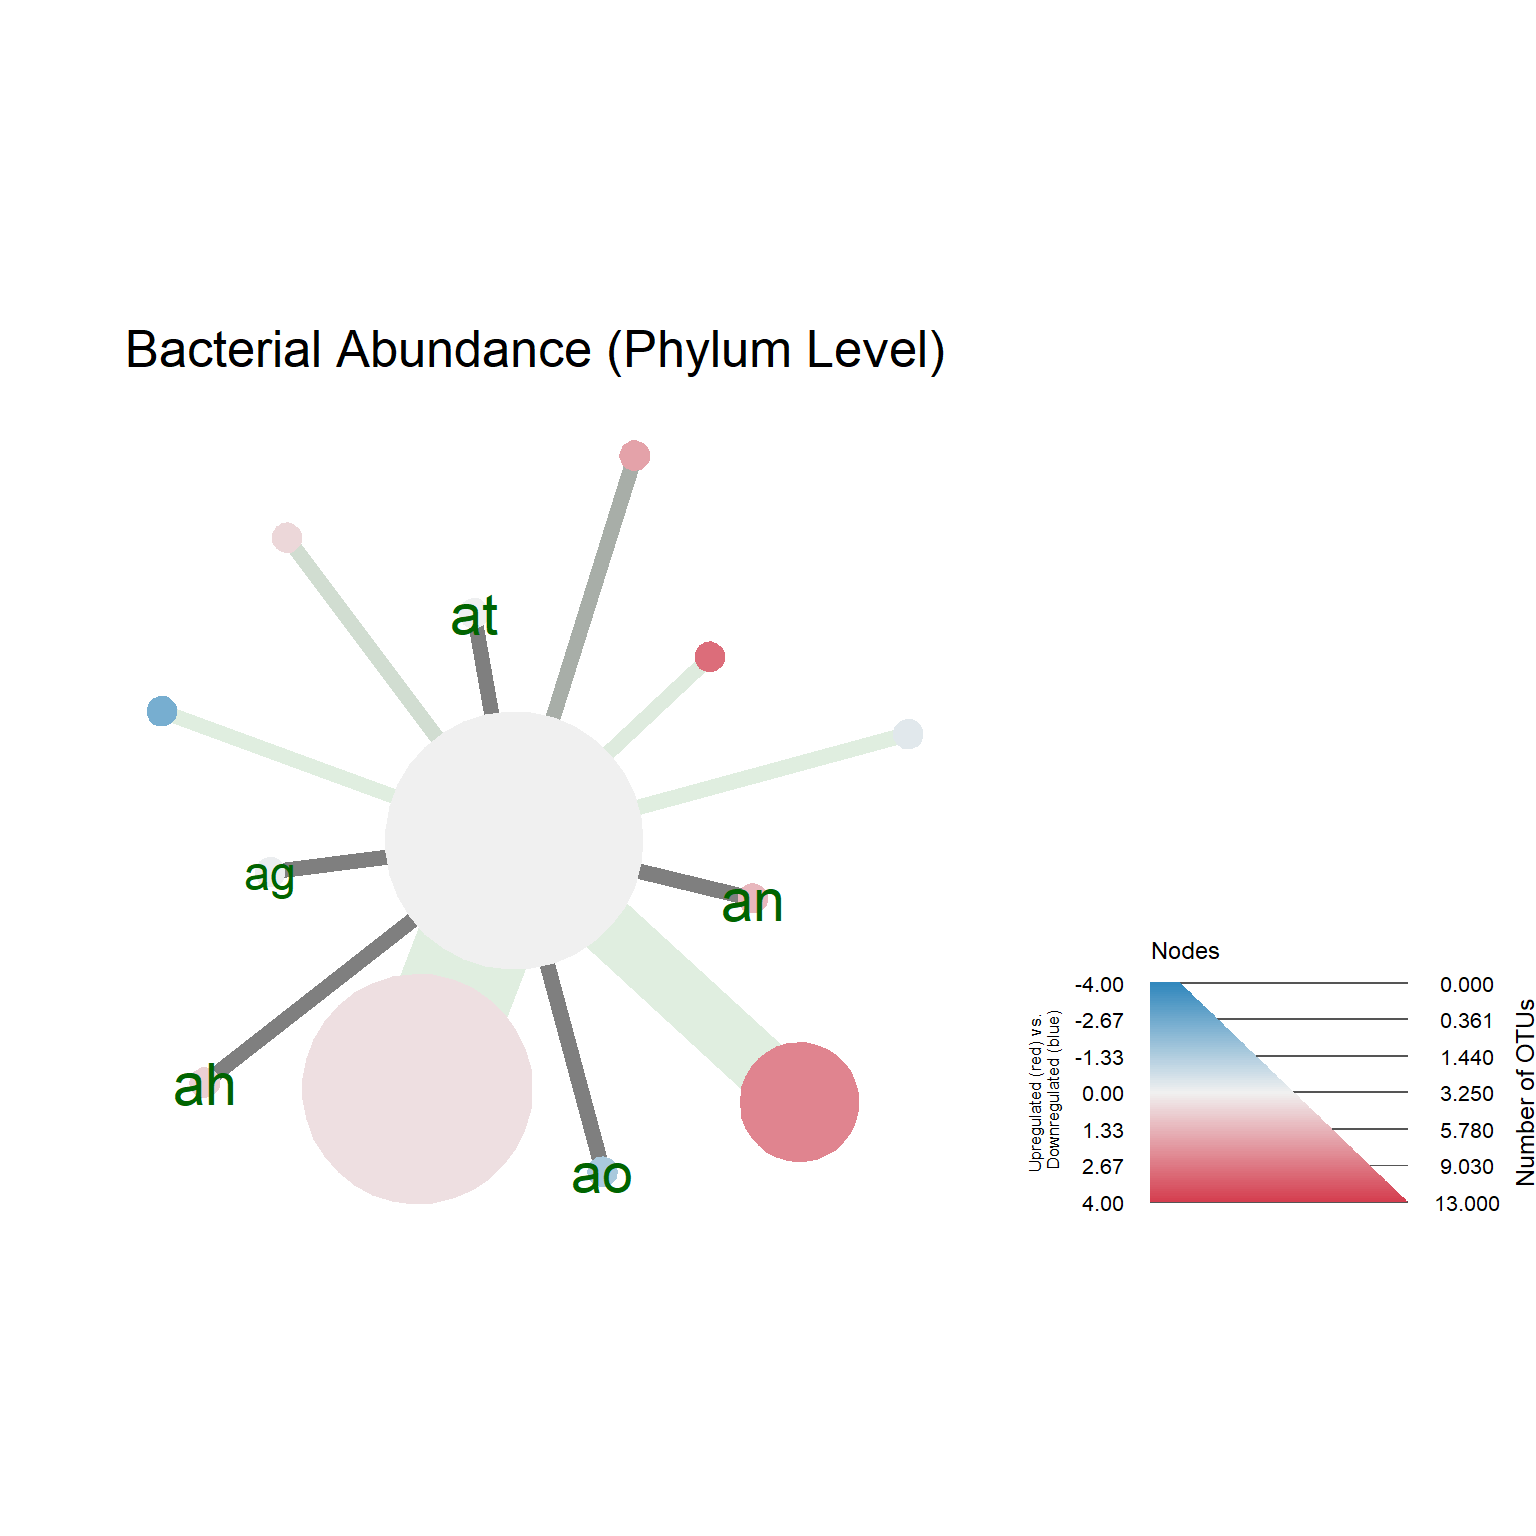 Bacterial Abundance (Phylum Level)
at
ag
an
ah
ao
Nodes
Upregulated (red) vs.
Downregulated (blue)
-4.00
-2.67
-1.33
0.00
1.33
2.67
4.00
0.000
0.361
1.440
3.250
5.780
9.030
13.000
Number of OTUs